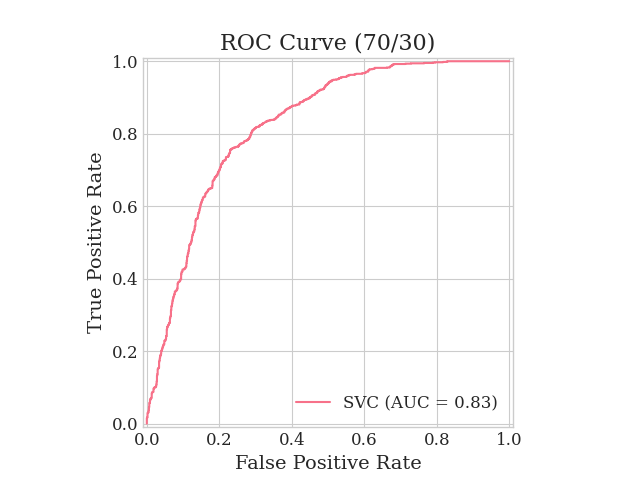 ROC Curve (70/30)
True Positive Rate
1.0
0.8
0.6
0.4
0.2
0.0
SVC (AUC = 0.83)
0.0 0.2 0.4 0.6 0.8 1.0
False Positive Rate